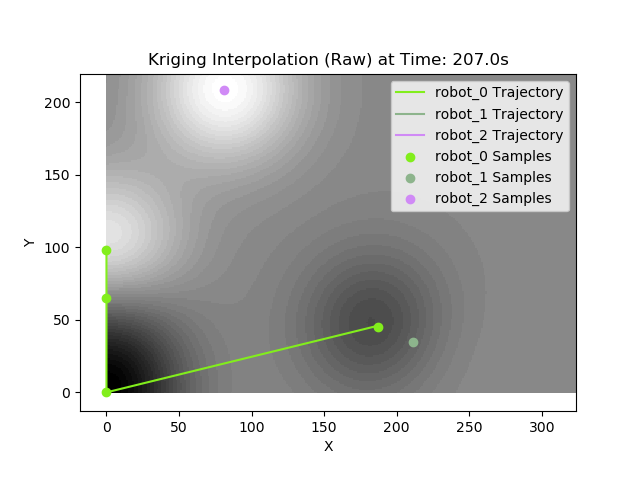 Kriging Interpolation (Raw) at Time: 207.0s
robot_0 Trajectory
robot_1 Trajectory
robot_2 Trajectory
robot_0 Samples
robot_1 Samples
robot_2 Samples
200
150
100
50
0
Y
0 50 100 150 200 250 300
X